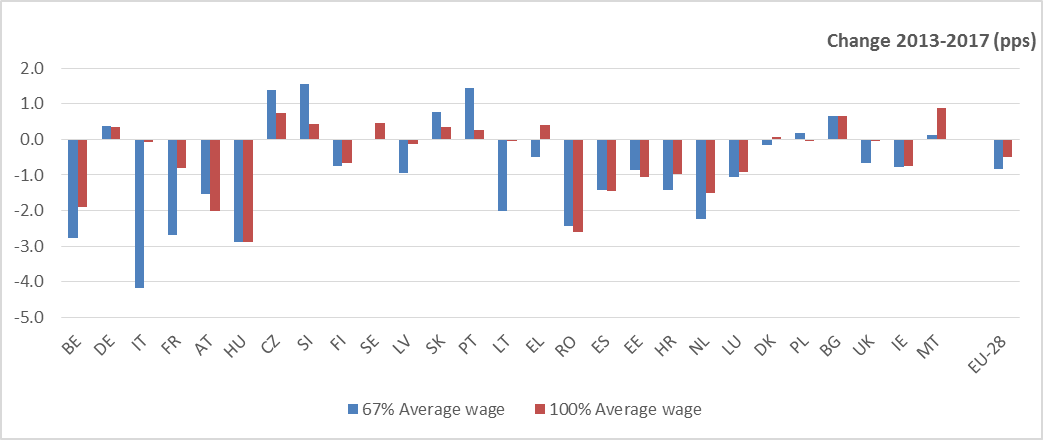 Change 2013-2017 (pps)
2.0
1.0
0.0
-1.0
-2.0
-3.0
-4.0
-5.0
BE DE IT FR AT HU CZ SI FI SE LV SK PT LT EL RO ES EE HR NL LU DK PL BG UK IE MT EU-28
67% Average wage 100% Average wage